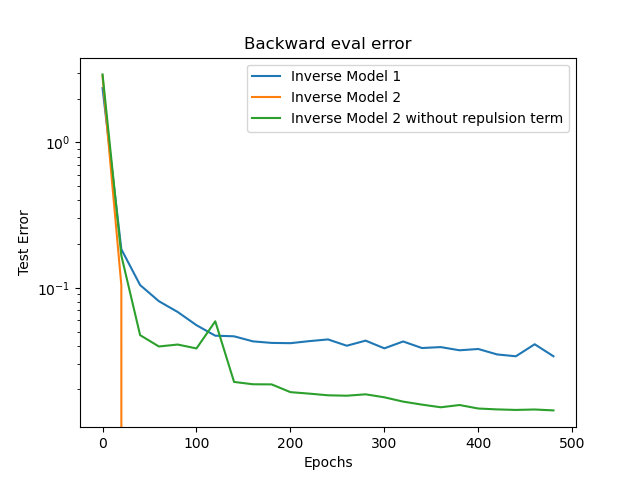 Backward eval error
Inverse Model 1
Inverse Model 2
Inverse Model 2 without repulsion term
Test Error
10⁰
10⁻¹
0 100 200 300 400 500
Epochs